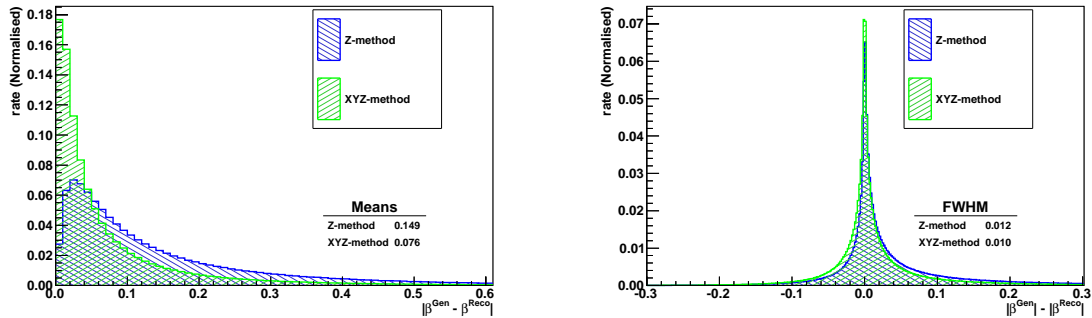 rate (Normalised)
0.18
0.16
0.14
0.12
0.10
0.08
0.06
0.04
0.02
0.00
0.0 0.1 0.2 0.3 0.4 0.5 0.6
|β^Gen - β^Reco|
Z-method
XYZ-method
Means
Z-method 0.149
XYZ-method 0.076
rate (Normalised)
0.07
0.06
0.05
0.04
0.03
0.02
0.01
0.00
-0.3 -0.2 -0.1 0.0 0.1 0.2 0.3
|β^Gen| - |β^Reco|
Z-method
XYZ-method
FWHM
Z-method 0.012
XYZ-method 0.010